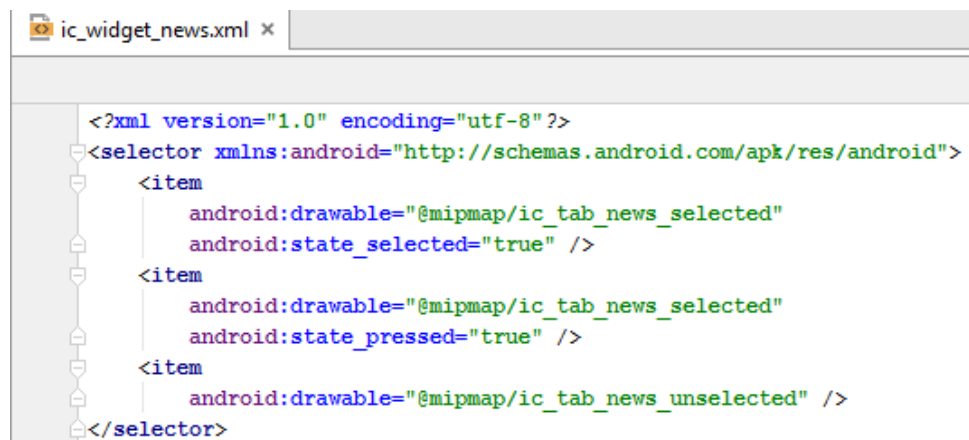 ic_widget_news.xml ×
<?xml version="1.0" encoding="utf-8"?>
<selector xmlns:android="http://schemas.android.com/apk/res/android">
    <item
        android:drawable="@mipmap/ic_tab_news_selected"
        android:state_selected="true" />
    <item
        android:drawable="@mipmap/ic_tab_news_selected"
        android:state_pressed="true" />
    <item
        android:drawable="@mipmap/ic_tab_news_unselected" />
</selector>